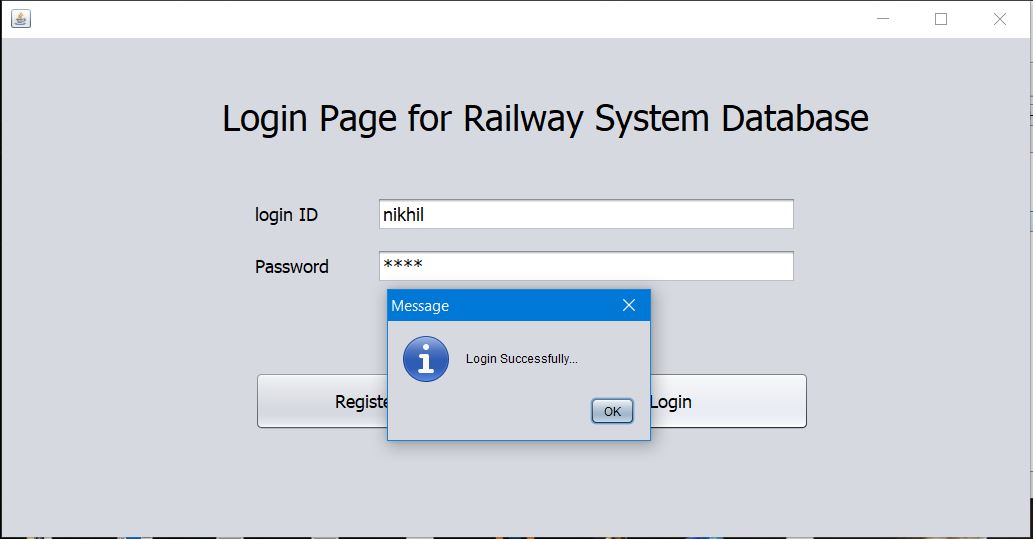 Login Page for Railway System Database
login ID
nikhil
Password
****
Message
Login Successfully...
OK
Registe
Login